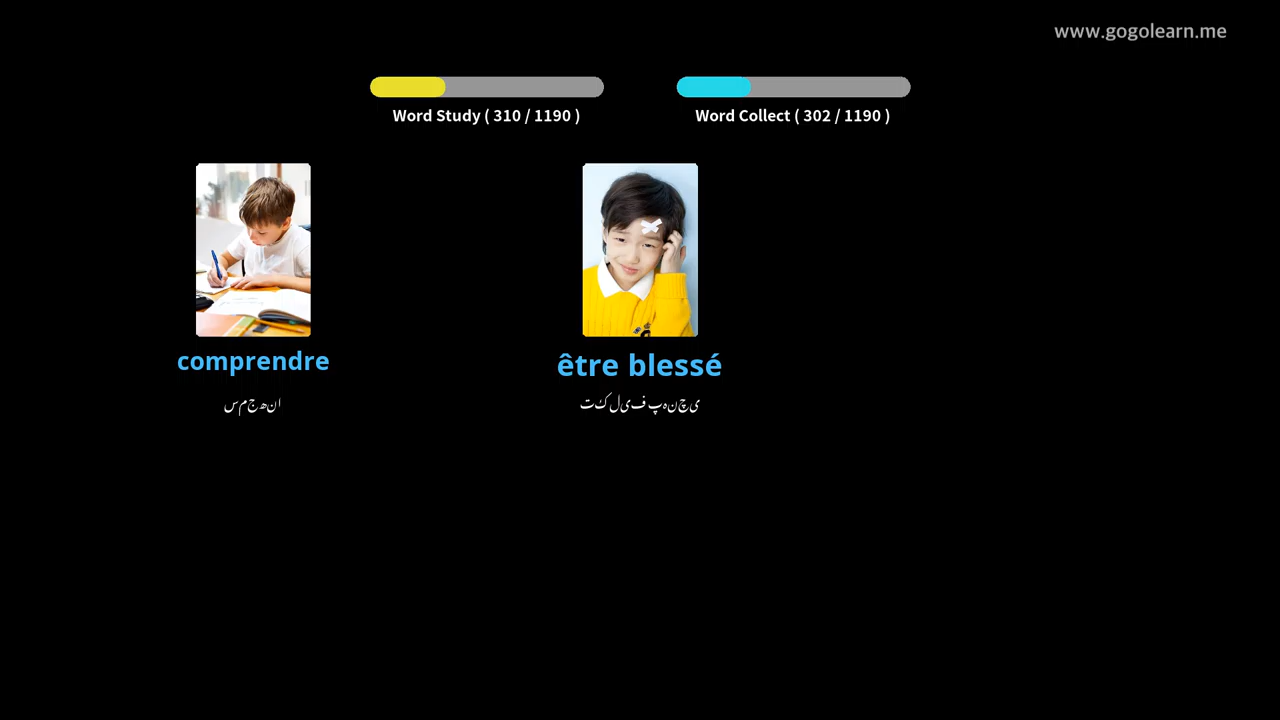 www.gogolearn.me
Word Study ( 310 / 1190 )
Word Collect ( 302 / 1190 )
comprendre
سمجھنا
être blessé
تکلیف پہنچی